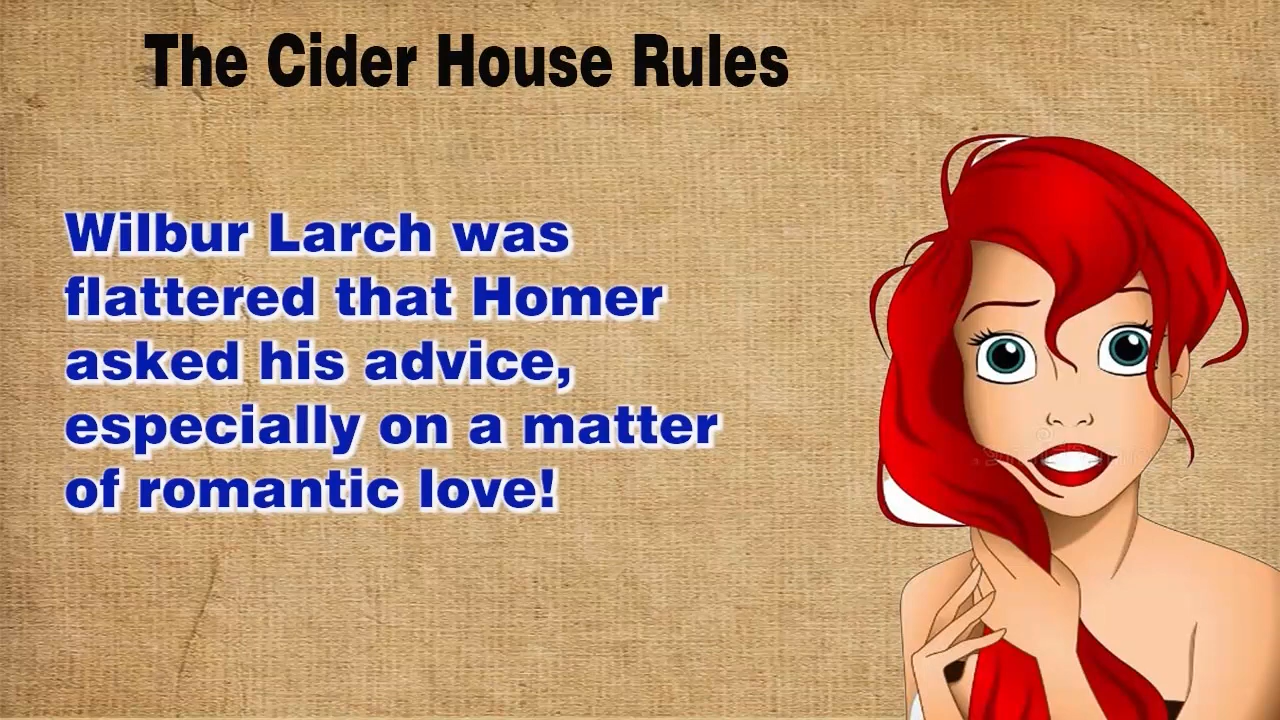 The Cider House Rules
Wilbur Larch was
flattered that Homer
asked his advice,
especially on a matter
of romantic love!